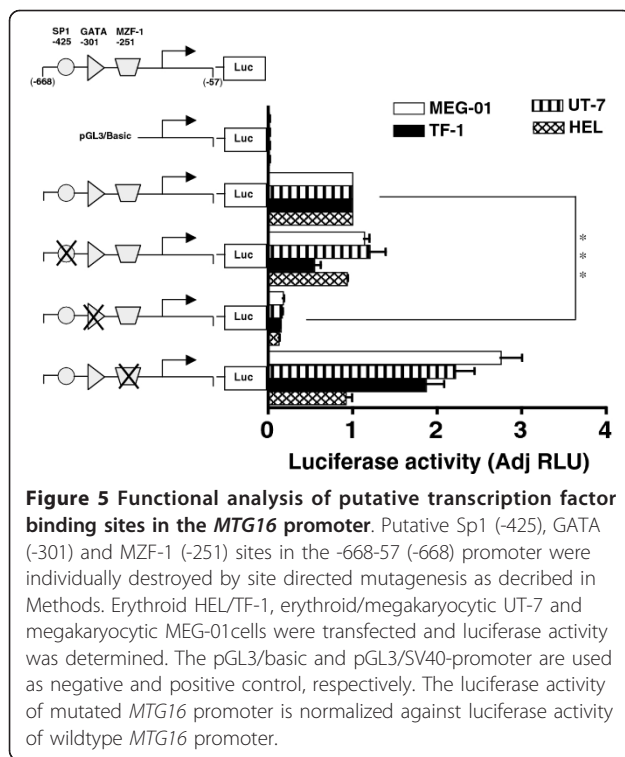 SP1 GATA MZF-1
-425 -301 -251
(-668) (-57) Luc
MEG-01 UT-7
TF-1 HEL
pGL3/Basic Luc
Luc
Luc
Luc
Luc
* * *
0 1 2 3 4
Luciferase activity (Adj RLU)
Figure 5 Functional analysis of putative transcription factor
binding sites in the MTG16 promoter. Putative Sp1 (-425), GATA
(-301) and MZF-1 (-251) sites in the -668-57 (-668) promoter were
individually destroyed by site directed mutagenesis as decribed in
Methods. Erythroid HEL/TF-1, erythroid/megakaryocytic UT-7 and
megakaryocytic MEG-01cells were transfected and luciferase activity
was determined. The pGL3/basic and pGL3/SV40-promoter are used
as negative and positive control, respectively. The luciferase activity
of mutated MTG16 promoter is normalized against luciferase activity
of wildtype MTG16 promoter.